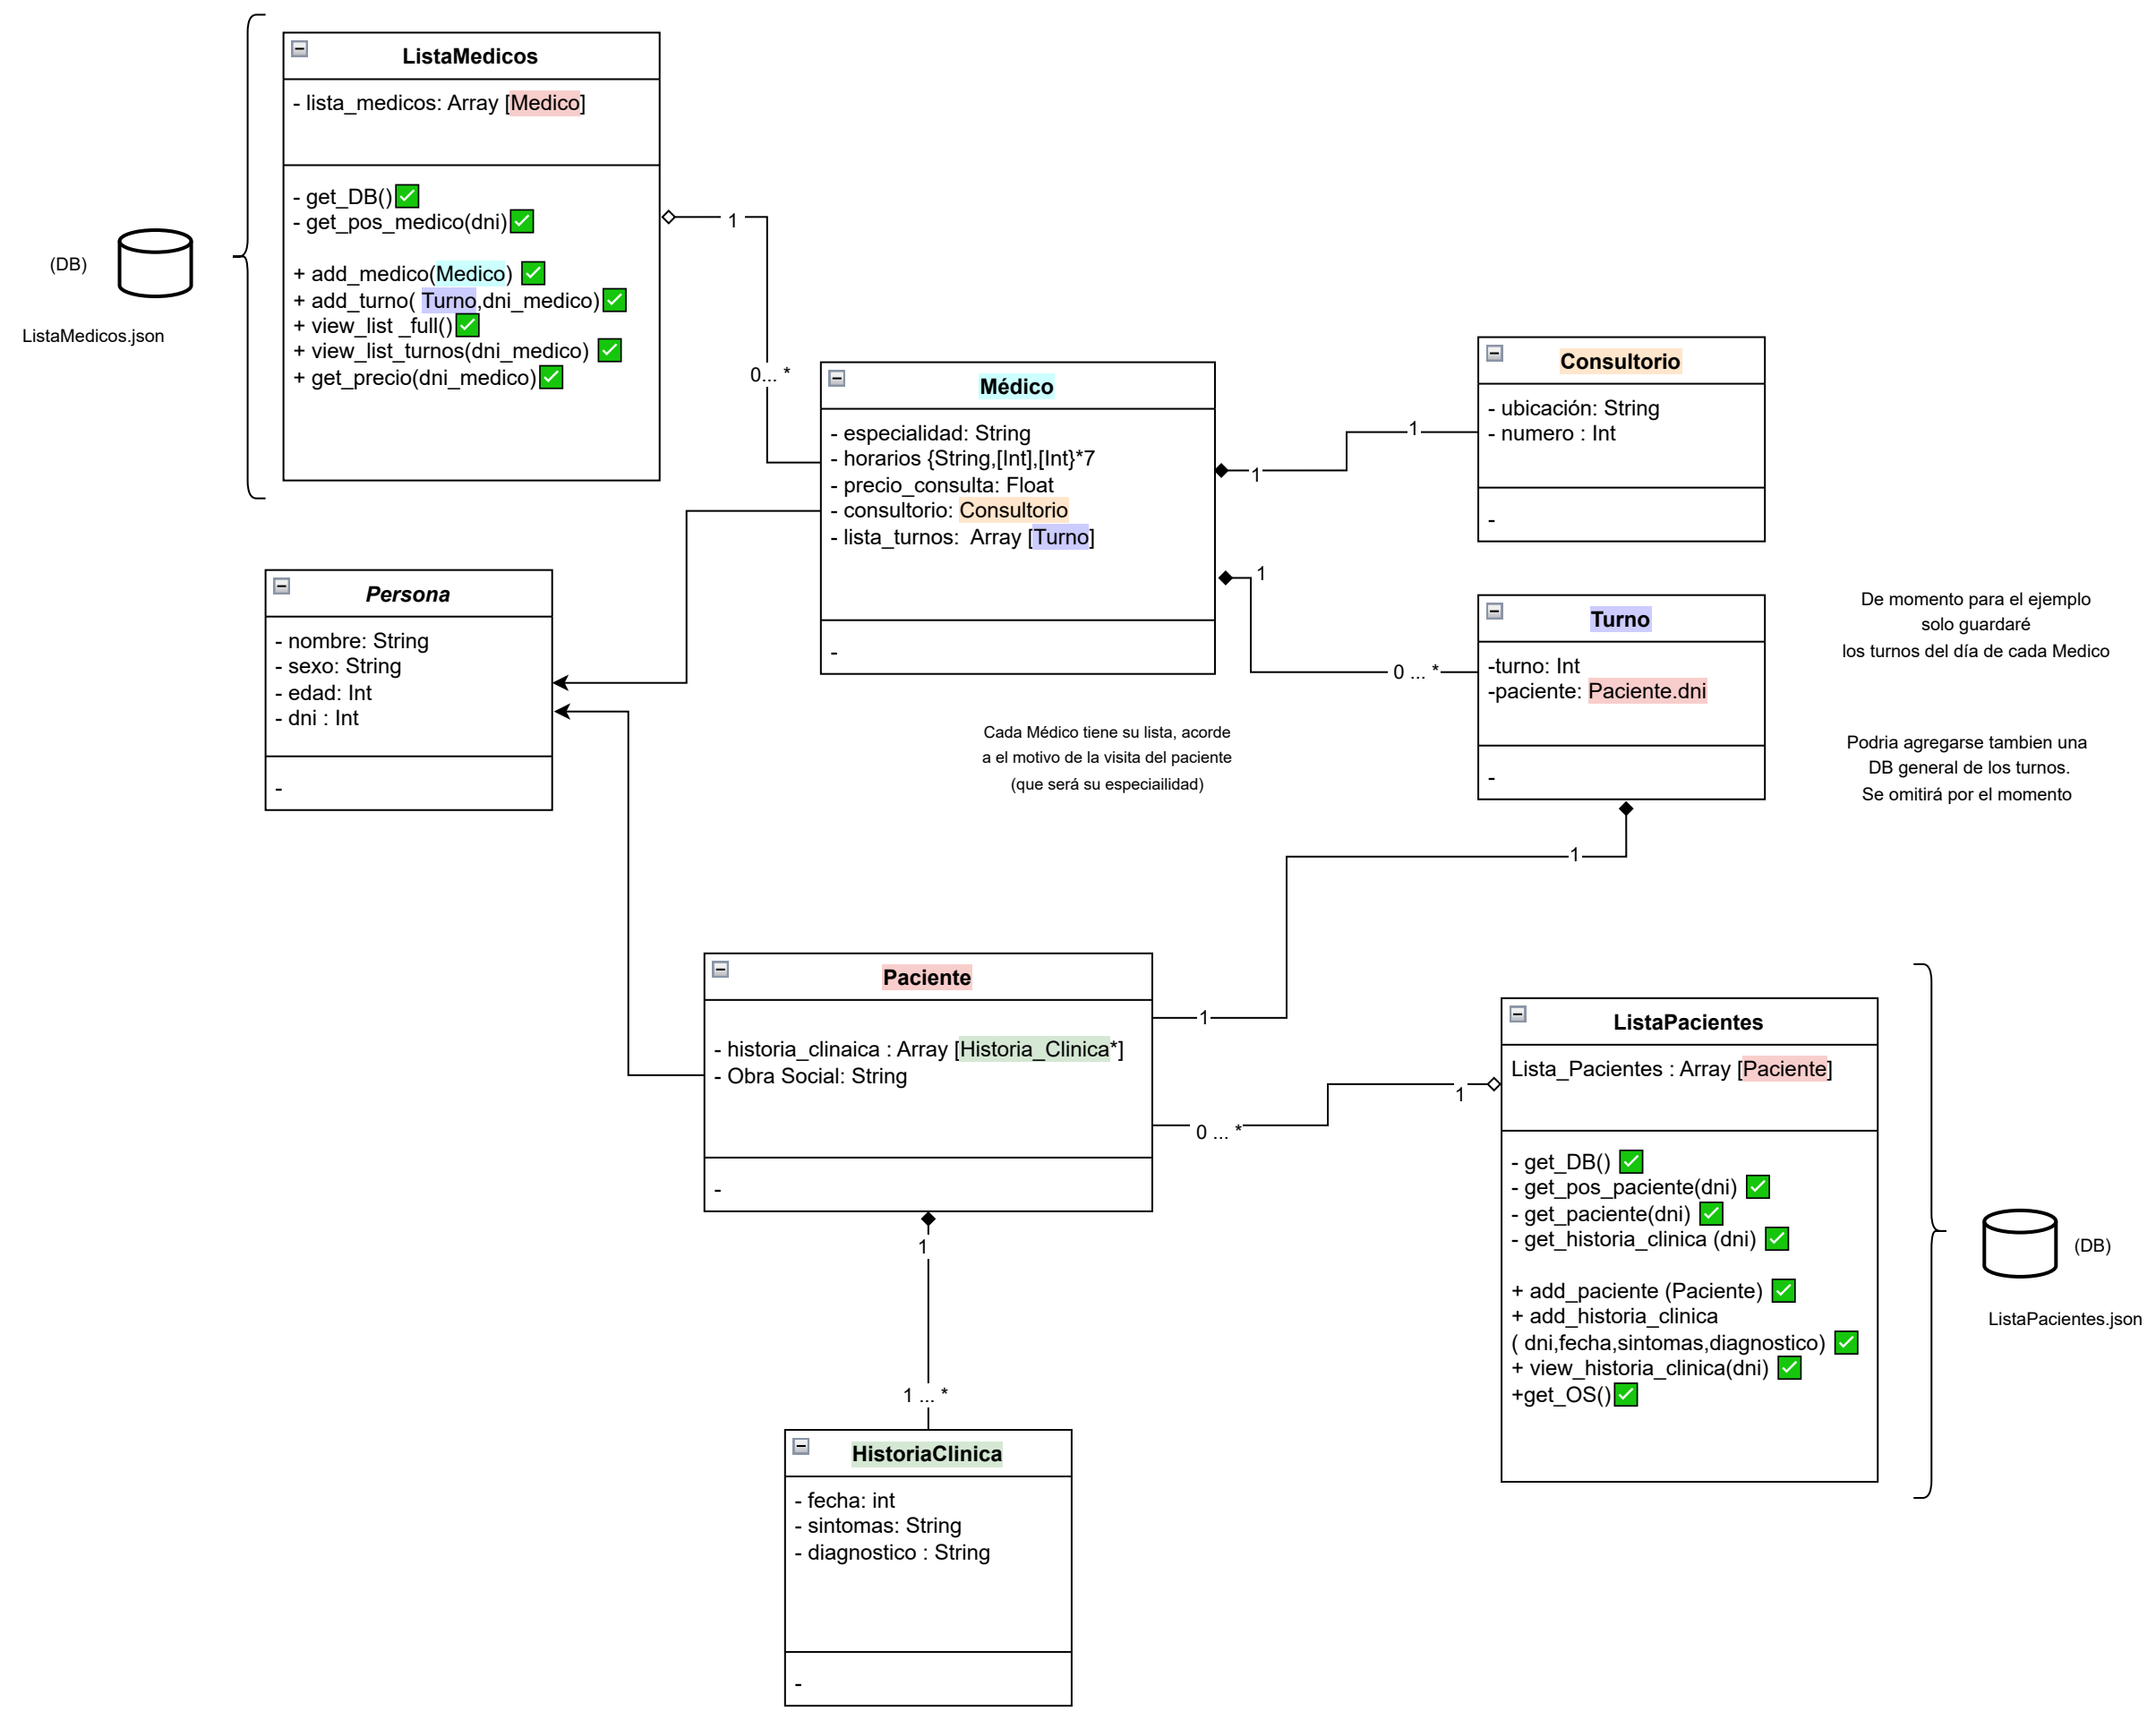 ListaMedicos
- lista_medicos: Array [Medico]
- get_DB()✅
- get_pos_medico(dni)✅
+ add_medico(Medico) ✅
+ add_turno( Turno,dni_medico)✅
+ view_list _full()✅
+ view_list_turnos(dni_medico) ✅
+ get_precio(dni_medico)✅
(DB)
ListaMedicos.json
1
0... *
Médico
- especialidad: String
- horarios {String,[Int],[Int}*7
- precio_consulta: Float
- consultorio: Consultorio
- lista_turnos:  Array [Turno]
-
1
1
Consultorio
- ubicación: String
- numero : Int
-
1
0 ... *
Turno
-turno: Int
-paciente: Paciente.dni
-
De momento para el ejemplo
solo guardaré
los turnos del día de cada Medico
Podria agregarse tambien una
DB general de los turnos.
Se omitirá por el momento
Persona
- nombre: String
- sexo: String
- edad: Int
- dni : Int
-
Cada Médico tiene su lista, acorde
a el motivo de la visita del paciente
(que será su especiailidad)
1
1
Paciente
- historia_clinaica : Array [Historia_Clinica*]
- Obra Social: String
-
0 ... *
1
ListaPacientes
Lista_Pacientes : Array [Paciente]
- get_DB() ✅
- get_pos_paciente(dni) ✅
- get_paciente(dni) ✅
- get_historia_clinica (dni) ✅
+ add_paciente (Paciente) ✅
+ add_historia_clinica
( dni,fecha,sintomas,diagnostico) ✅
+ view_historia_clinica(dni) ✅
+get_OS()✅
(DB)
ListaPacientes.json
1
1 ... *
HistoriaClinica
- fecha: int
- sintomas: String
- diagnostico : String
-